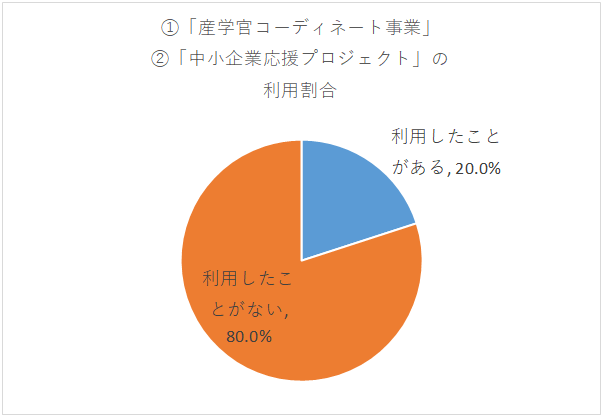 ①「産学官コーディネート事業」
②「中小企業応援プロジェクト」の
利用割合
利用したこと
がある, 20.0%
利用したこ
とがない,
80.0%